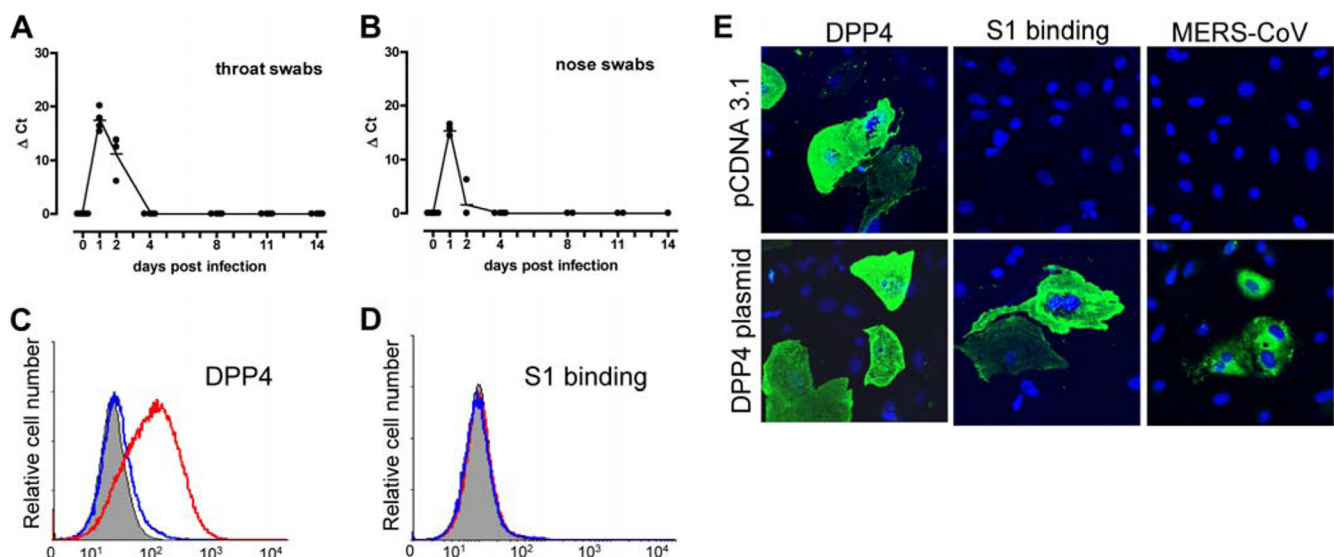 A
30
20
10
0
Δ Ct
throat swabs
0 1 2 4 8 11 14
days post infection
B
30
20
10
0
Δ Ct
nose swabs
0 1 2 4 8 11 14
days post infection
C
DPP4
Relative cell number
0 10¹ 10² 10³ 10⁴
D
S1 binding
Relative cell number
0 10¹ 10² 10³ 10⁴
E
DPP4 S1 binding MERS-CoV
pCDNA 3.1
DPP4 plasmid